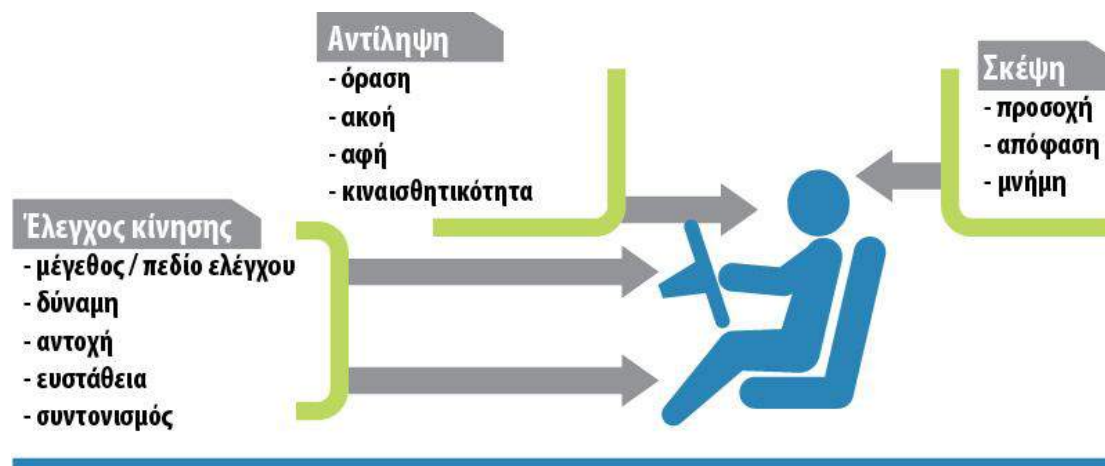 Αντίληψη
- όραση
- ακοή
- αφή
- κιναισθητικότητα
Σκέψη
- προσοχή
- απόφαση
- μνήμη
Έλεγχος κίνησης
- μέγεθος / πεδίο ελέγχου
- δύναμη
- αντοχή
- ευστάθεια
- συντονισμός